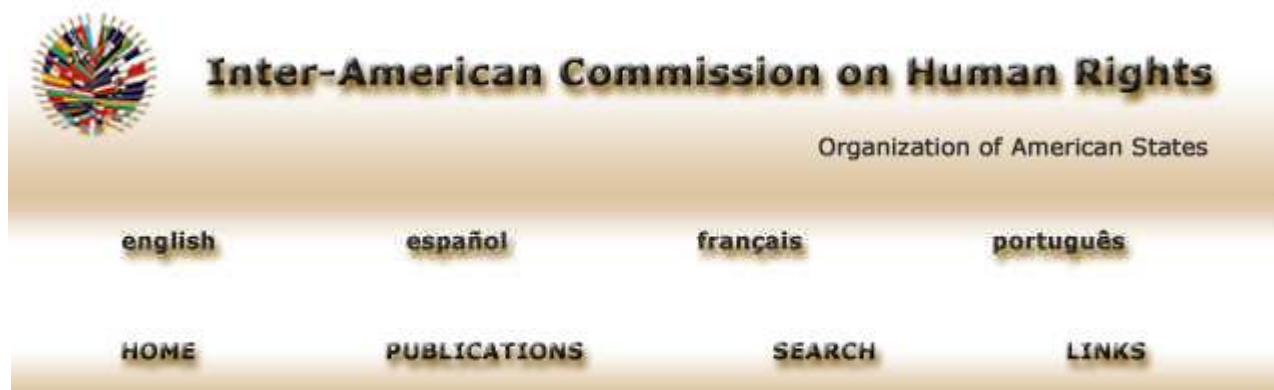 Inter-American Commission on Human Rights
Organization of American States
english español français português
HOME PUBLICATIONS SEARCH LINKS